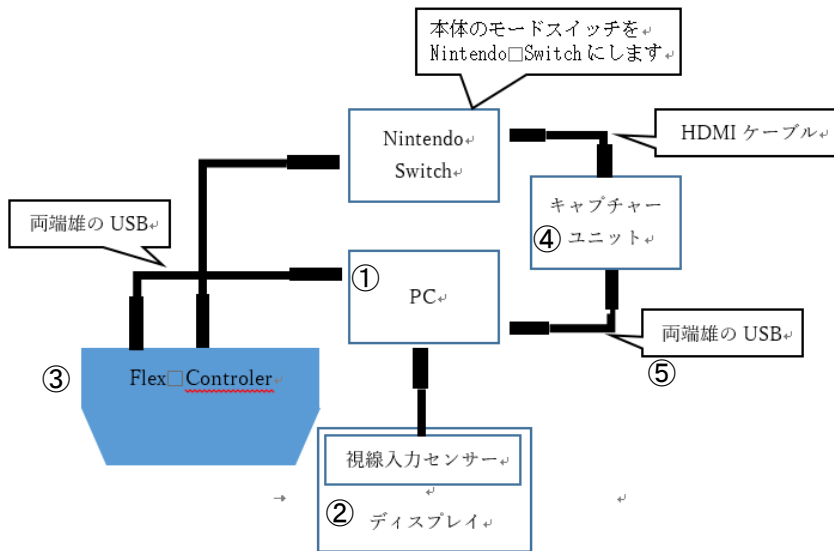 本体のモードスイッチを
Nintendo□Switchにします
Nintendo
Switch
HDMI ケーブル
キャプチャー
④ ユニット
両端雄の USB
①
PC
両端雄の USB
⑤
③
Flex□Controler
視線入力センサー
②
ディスプレイ